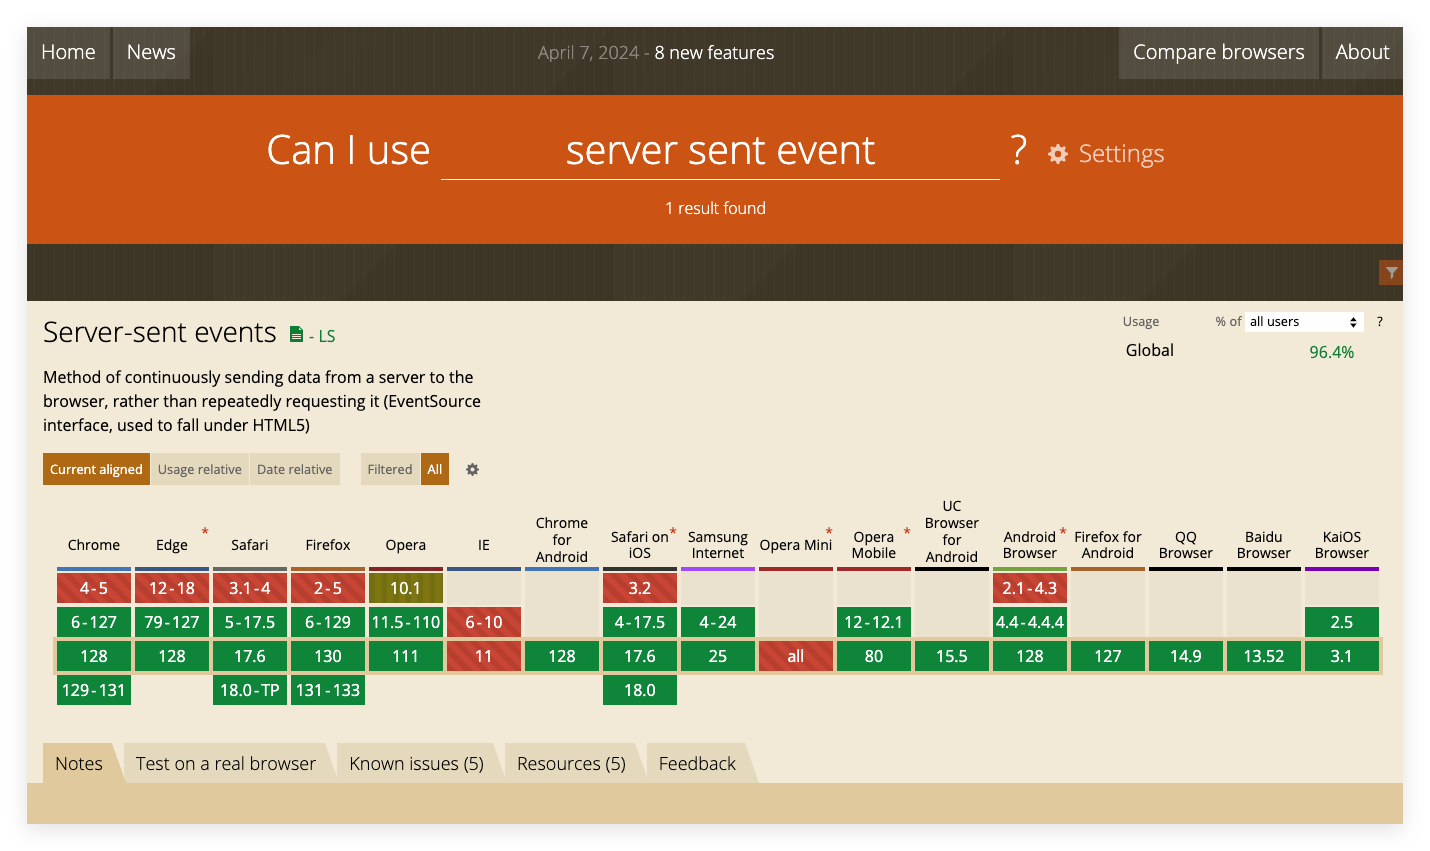 Home News April 7, 2024 - 8 new features Compare browsers About
Can I use server sent event ? Settings
1 result found
Server-sent events - LS
Usage % of all users ?
Global 96.4%
Method of continuously sending data from a server to the
browser, rather than repeatedly requesting it (EventSource
interface, used to fall under HTML5)
Current aligned Usage relative Date relative Filtered All
Chrome
Edge *
Safari
Firefox
Opera
IE
Chrome
for
Android
Safari on *
iOS
Samsung
Internet
Opera Mini *
Opera *
Mobile
UC
Browser
for
Android
Android *
Browser
Firefox for
Android
QQ
Browser
Baidu
Browser
KaiOS
Browser
4-5 12-18 3.1-4 2-5 10.1 3.2 2.1-4.3
6-127 79-127 5-17.5 6-129 11.5-110 6-10 4-17.5 4-24 12-12.1 4.4-4.4.4 2.5
128 128 17.6 130 111 11 128 17.6 25 all 80 15.5 128 127 14.9 13.52 3.1
129-131 18.0-TP 131-133 18.0
Notes Test on a real browser Known issues (5) Resources (5) Feedback